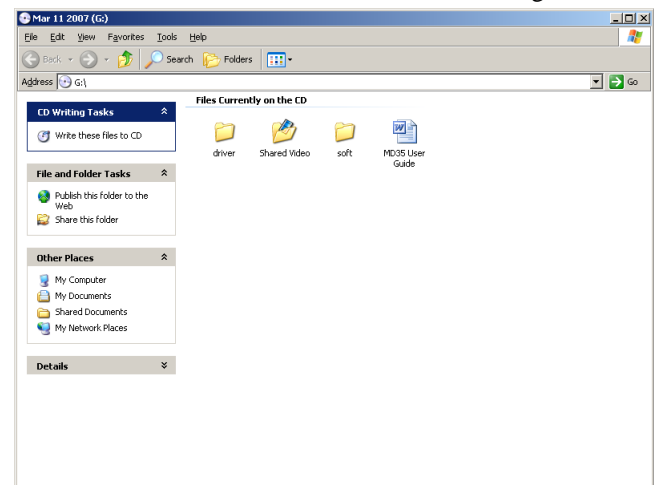 Mar 11 2007 (G:)
File Edit View Favorites Tools Help
Back Search Folders
Address G:\ Go
Files Currently on the CD
CD Writing Tasks
Write these files to CD
driver Shared Video soft MD35 User
Guide
File and Folder Tasks
Publish this folder to the
Web
Share this folder
Other Places
My Computer
My Documents
Shared Documents
My Network Places
Details